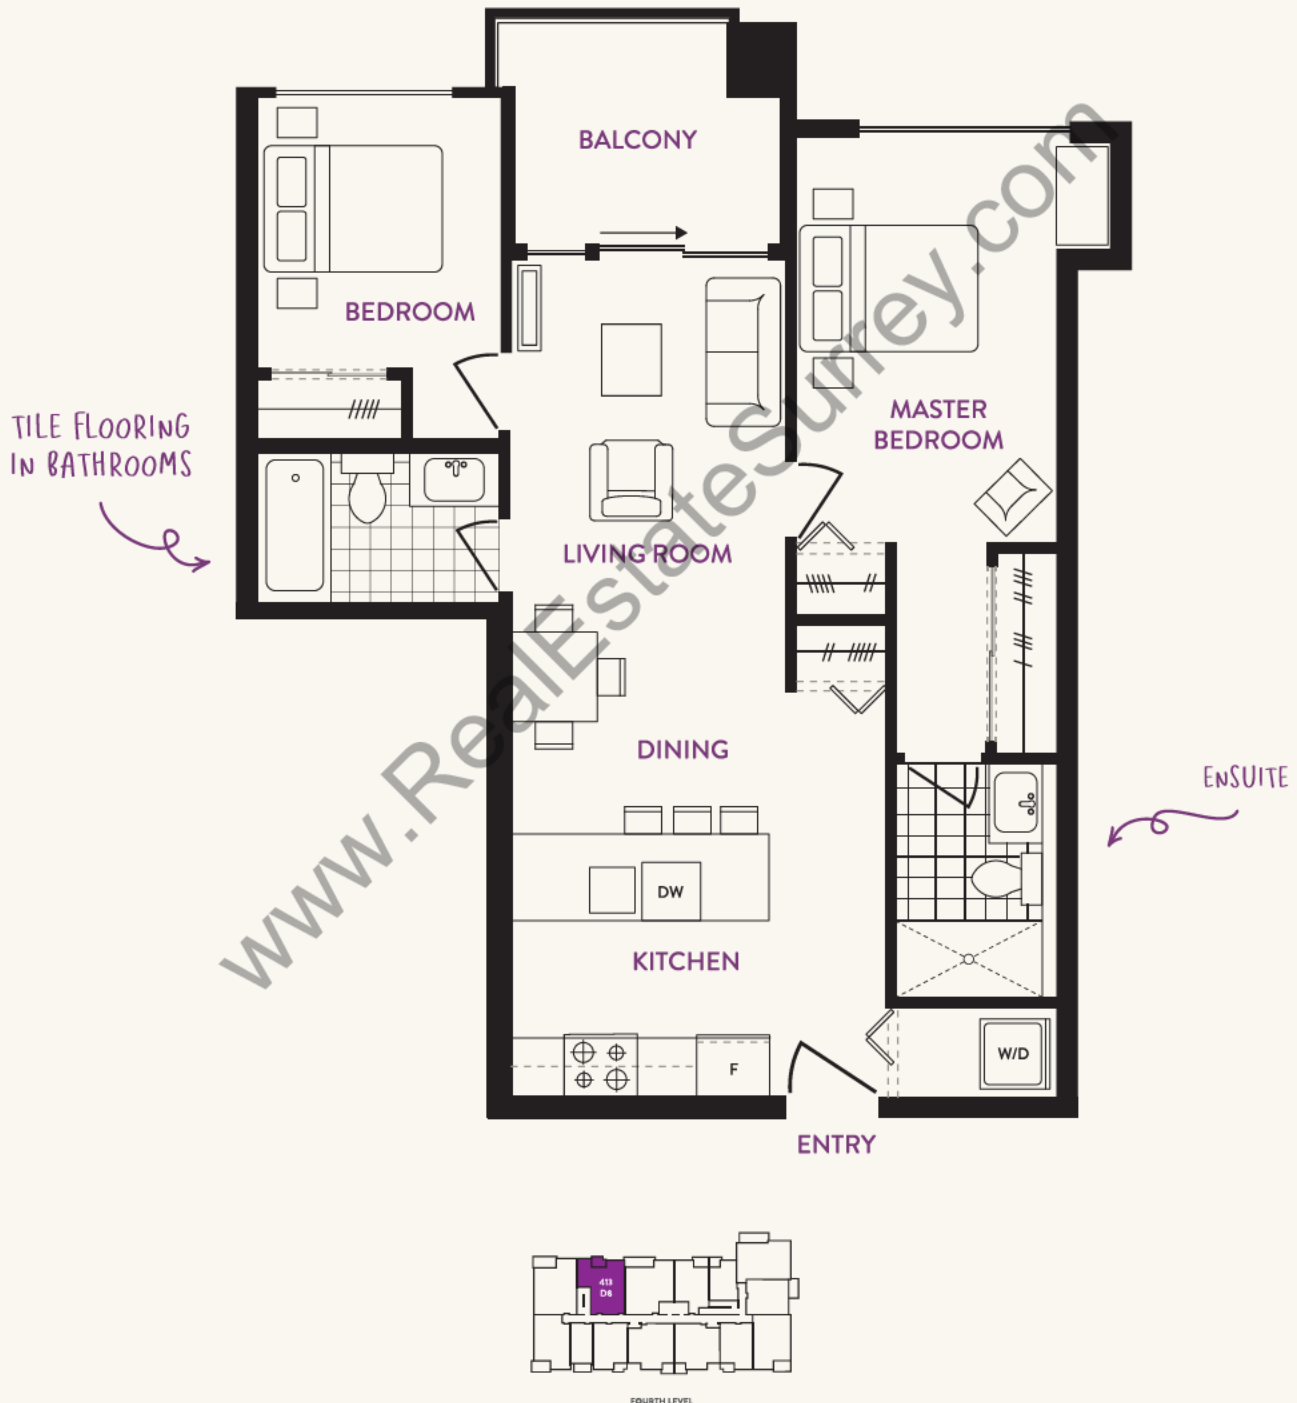 BALCONY
BEDROOM
MASTER
BEDROOM
TILE FLOORING
IN BATHROOMS
LIVING ROOM
DINING
ENSUITE
DW
KITCHEN
W/D
F
ENTRY
www.RealEstateSurrey.com
413
D6
FOURTH LEVEL